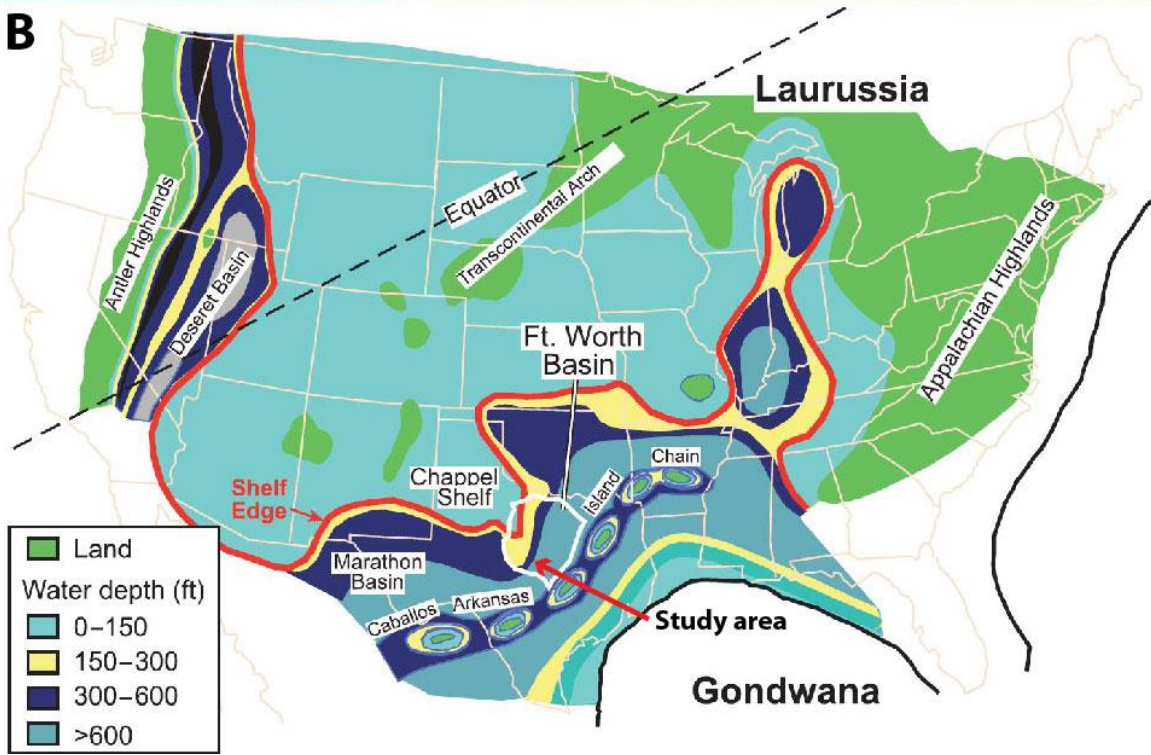 B
Laurussia
Equator
Transcontinental Arch
Antler Highlands
Deseret Basin
Appalachian Highlands
Ft. Worth
Basin
Chappel
Shelf
Shelf
Edge
Marathon
Basin
Caballos
Arkansas
Island
Chain
Study area
Gondwana
Land
Water depth (ft)
0–150
150–300
300–600
>600